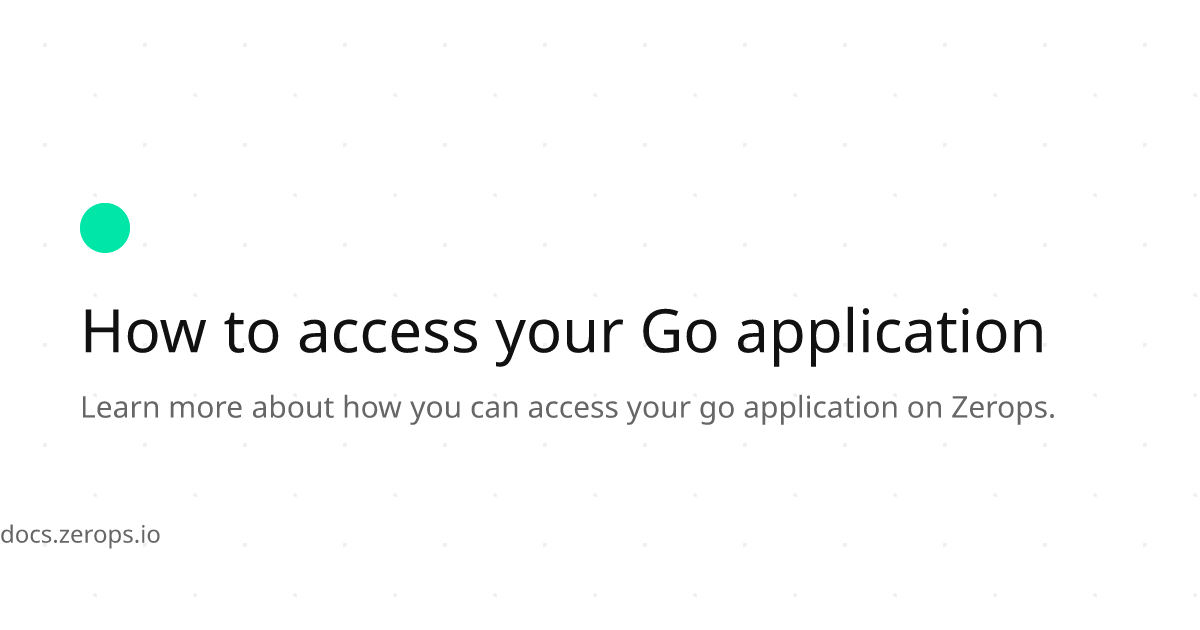 How to access your Go application
Learn more about how you can access your go application on Zerops.
docs.zerops.io